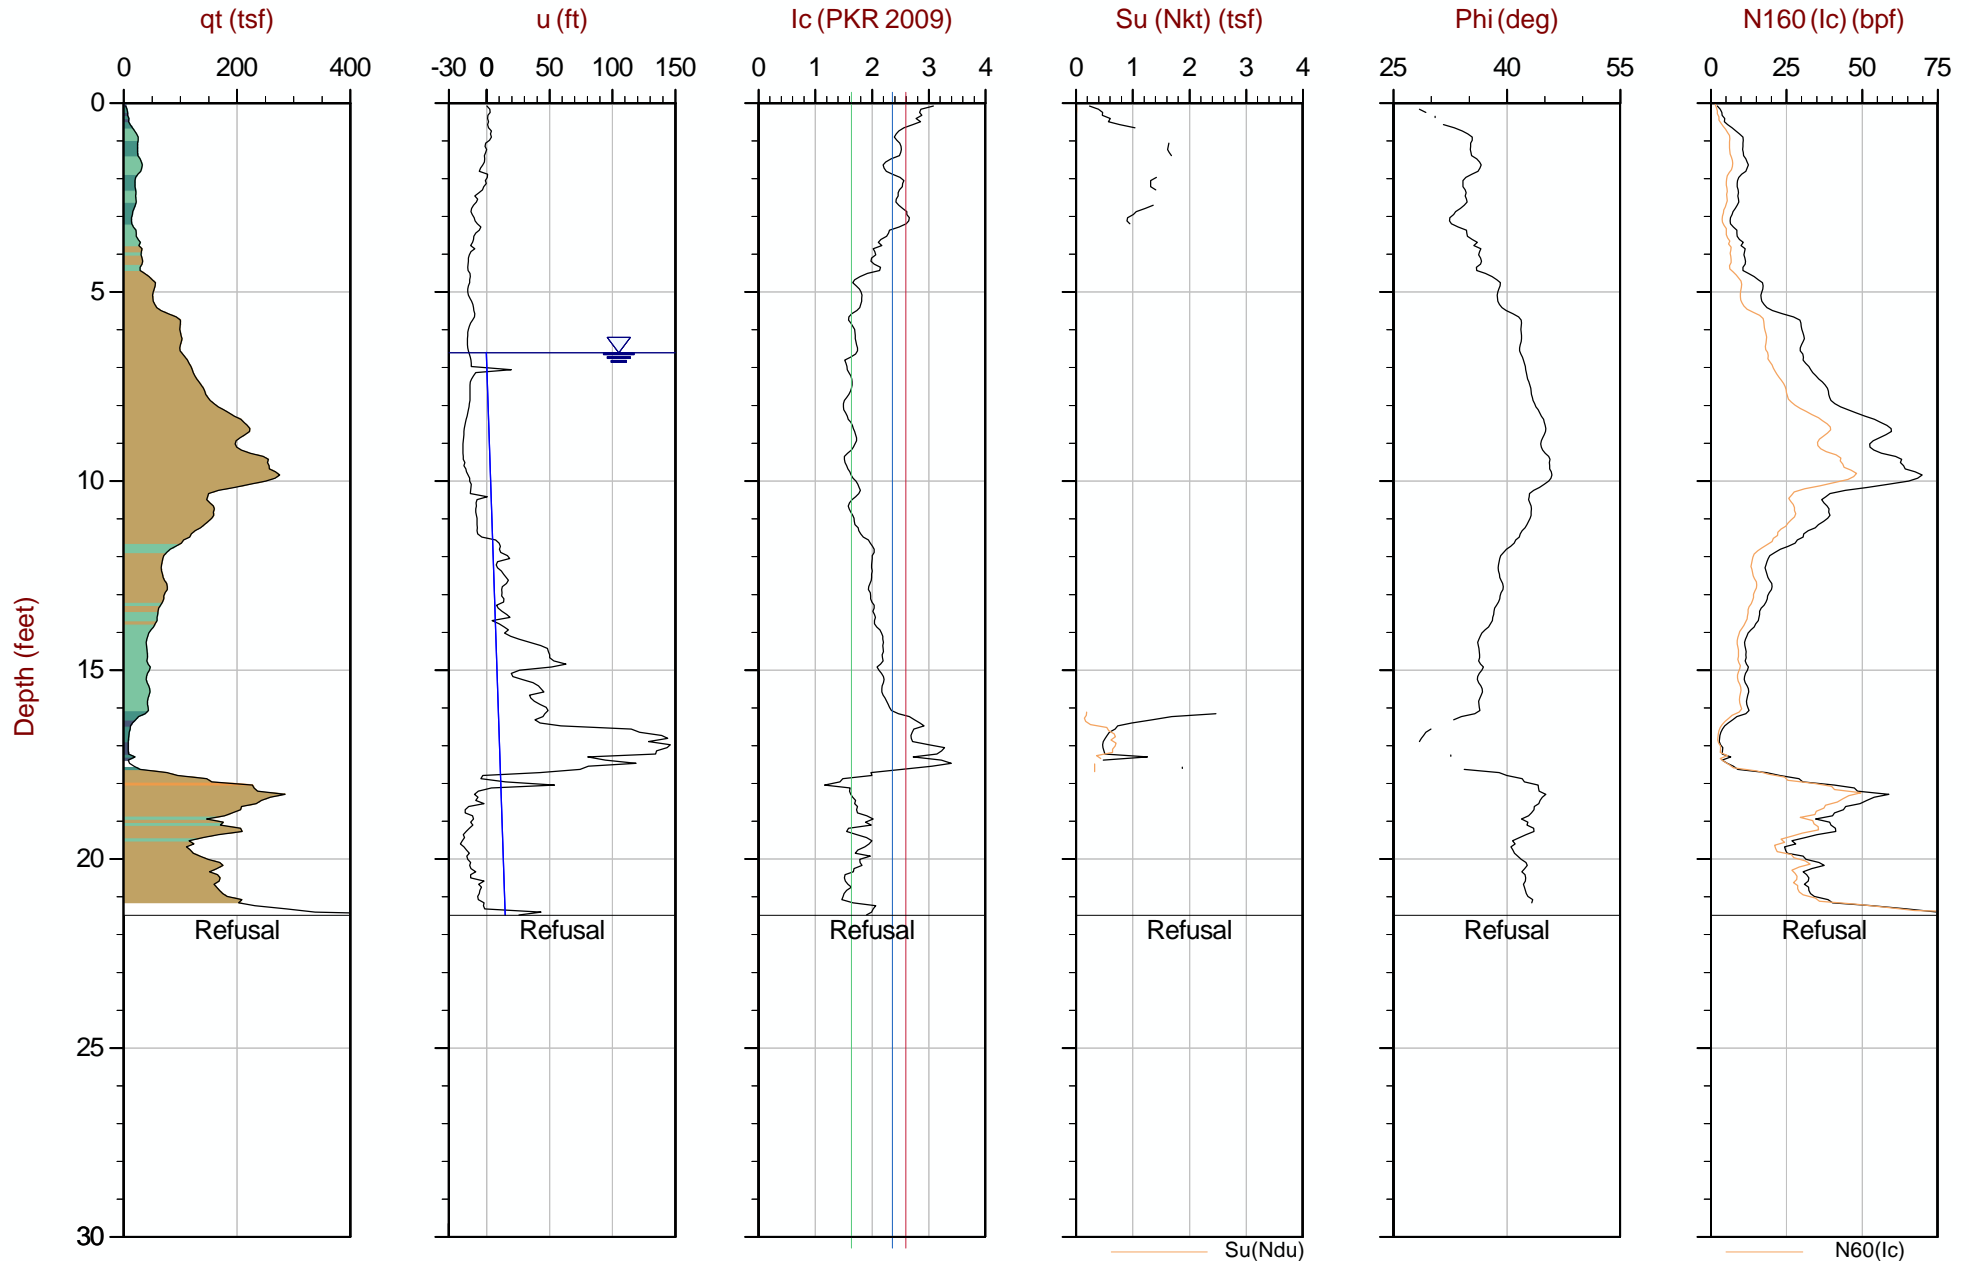 qt (tsf) u (ft) Ic (PKR 2009) Su (Nkt) (tsf) Phi (deg) N160 (Ic) (bpf)
0 200 400 -30 0 50 100 150 0 1 2 3 4 0 1 2 3 4 25 40 55 0 25 50 75
0
5
10
15
20
25
30
Depth (feet)
Refusal Refusal Refusal Refusal Refusal Refusal
Su(Ndu) N60(Ic)